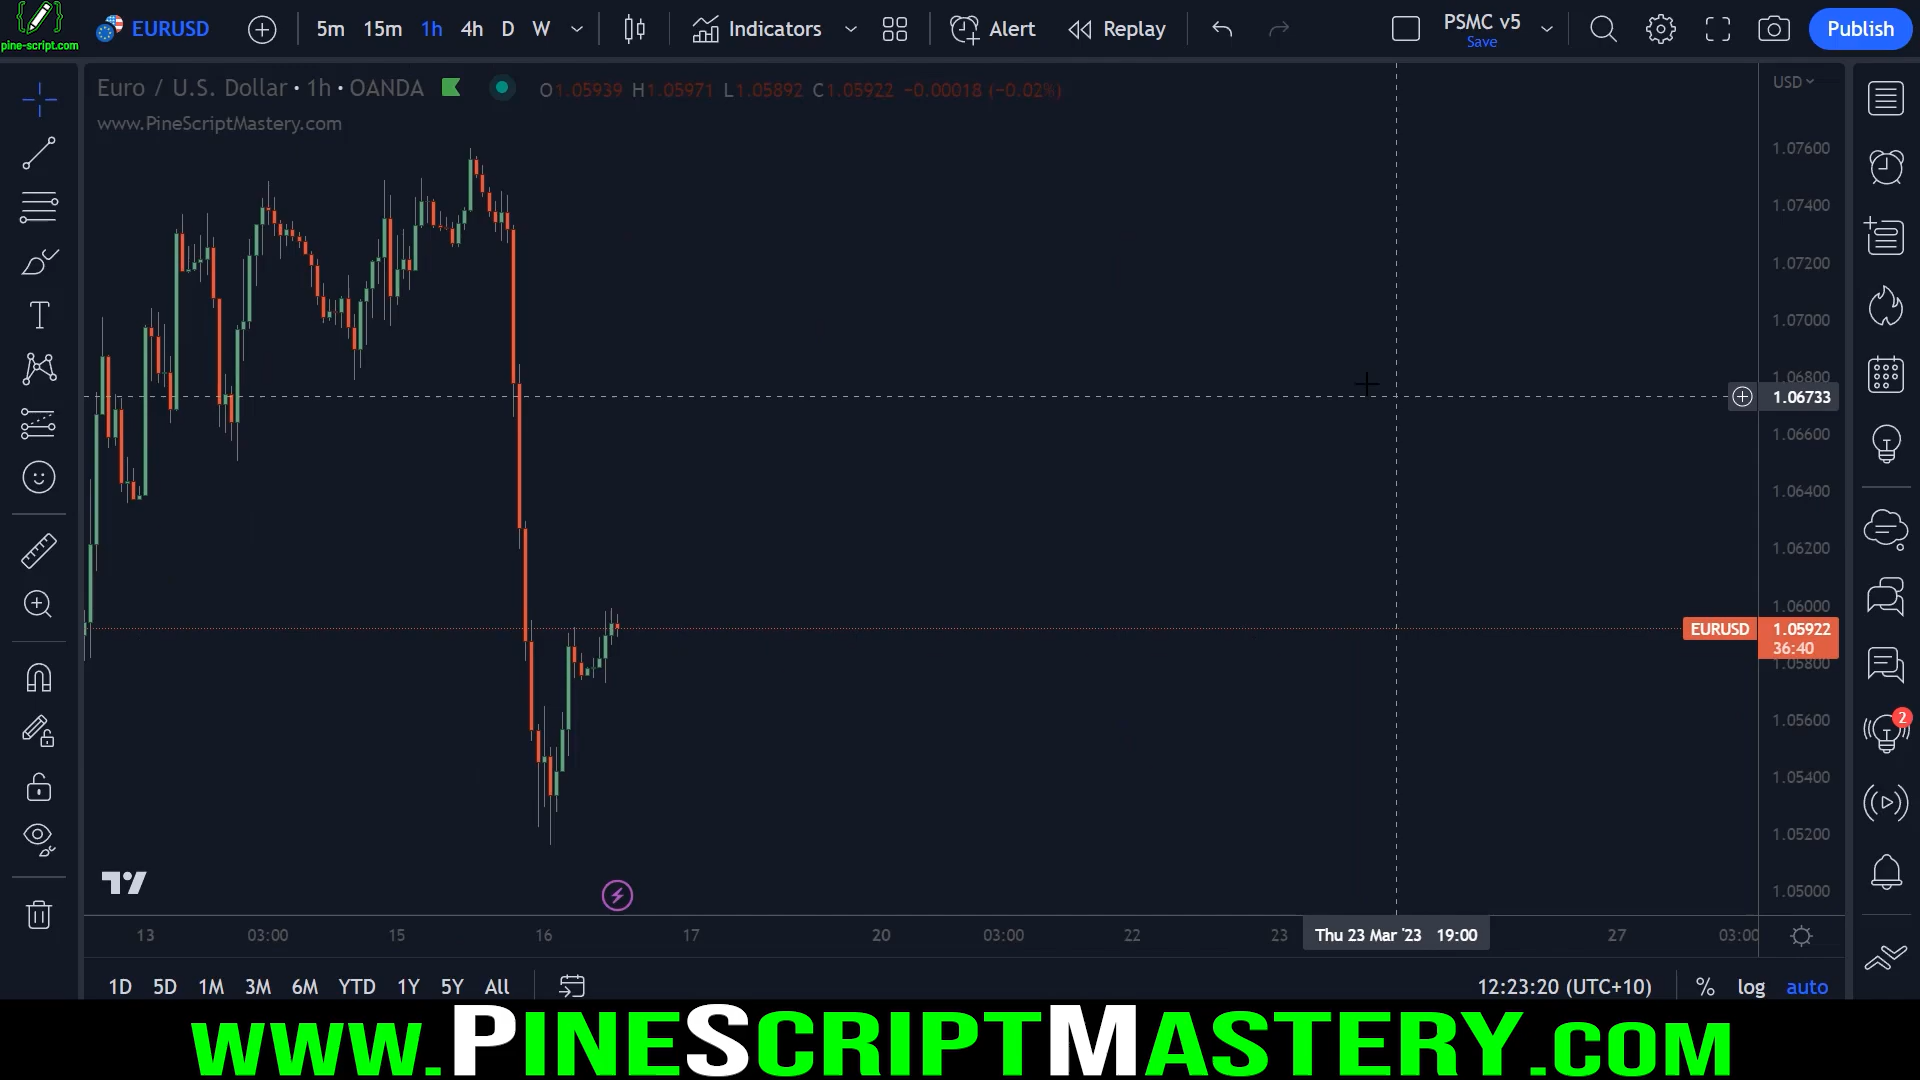 pine-script.com
EURUSD
5m 15m 1h 4h D W
Indicators
Alert
Replay
PSMC v5
Save
Publish
Euro / U.S. Dollar • 1h • OANDA
O1.05939 H1.05971 L1.05892 C1.05922 −0.00018 (−0.02%)
USD
www.PineScriptMastery.com
1.07600
1.07400
1.07200
1.07000
1.06800
1.06733
1.06600
1.06400
1.06200
1.06000
EURUSD 1.05922
36:40
1.05800
1.05600
2
1.05400
1.05200
1.05000
13 03:00 15 16 17 20 03:00 22 23 Thu 23 Mar '23 19:00 27 03:00
1D 5D 1M 3M 6M YTD 1Y 5Y All
12:23:20 (UTC+10) % log auto
www.PineScriptMastery.com